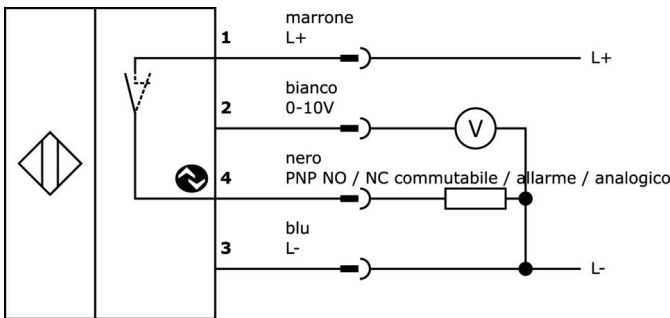 marrone
1 L+
L+
bianco
2 0-10V
V
nero
4 PNP NO / NC commutabile / allarme / analogico
blu
3 L-
L-